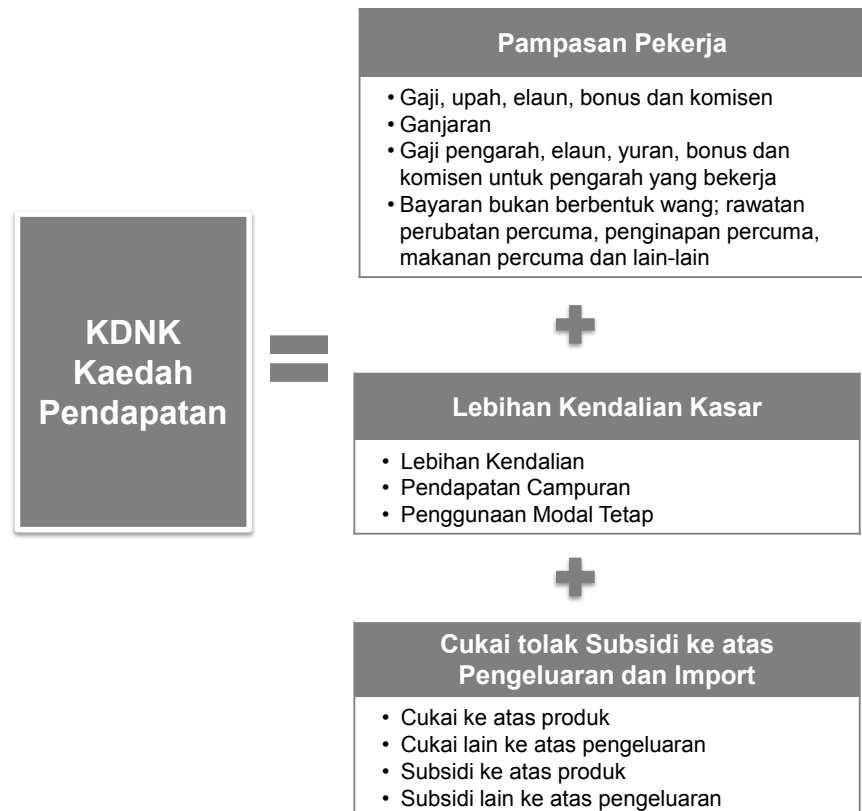 KDNK
Kaedah
Pendapatan
Pampasan Pekerja
• Gaji, upah, elaun, bonus dan komisen
• Ganjaran
• Gaji pengarah, elaun, yuran, bonus dan
komisen untuk pengarah yang bekerja
• Bayaran bukan berbentuk wang; rawatan
perubatan percuma, penginapan percuma,
makanan percuma dan lain-lain
Lebihan Kendalian Kasar
• Lebihan Kendalian
• Pendapatan Campuran
• Penggunaan Modal Tetap
Cukai tolak Subsidi ke atas
Pengeluaran dan Import
• Cukai ke atas produk
• Cukai lain ke atas pengeluaran
• Subsidi ke atas produk
• Subsidi lain ke atas pengeluaran